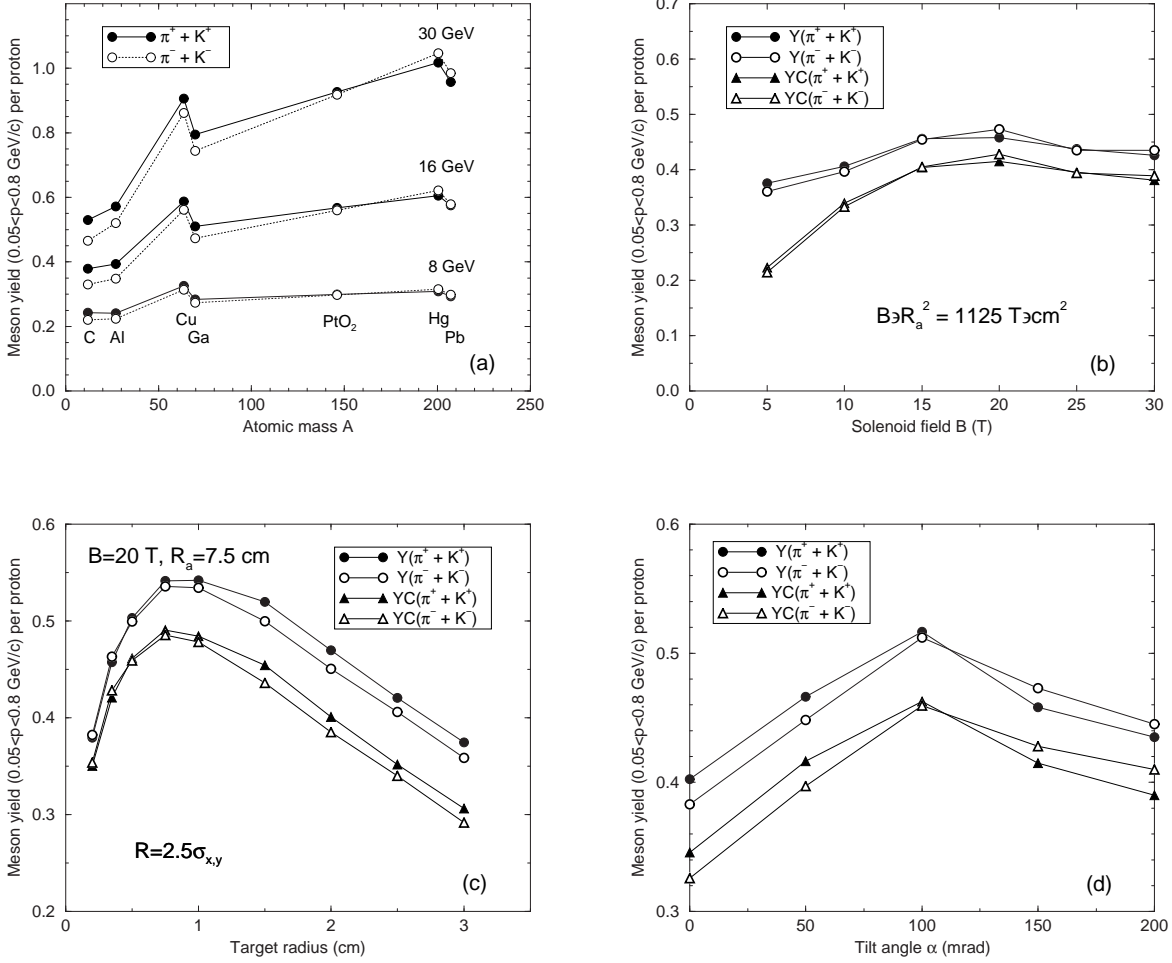 π⁺ + K⁺
π⁻ + K⁻
30 GeV
16 GeV
8 GeV
C
Al
Cu
Ga
PtO₂
Hg
Pb
(a)
0.0
0.2
0.4
0.6
0.8
1.0
Meson yield (0.05<p<0.8 GeV/c) per proton
0 50 100 150 200 250
Atomic mass A
Y(π⁺ + K⁺)
Y(π⁻ + K⁻)
YC(π⁺ + K⁺)
YC(π⁻ + K⁻)
B϶Rₐ² = 1125 T϶cm²
(b)
0.7
0.6
0.5
0.4
0.3
0.2
0.1
0.0
Meson yield (0.05<p<0.8 GeV/c) per proton
0 5 10 15 20 25 30
Solenoid field B (T)
B=20 T, Rₐ=7.5 cm
Y(π⁺ + K⁺)
Y(π⁻ + K⁻)
YC(π⁺ + K⁺)
YC(π⁻ + K⁻)
R=2.5σx,y
(c)
0.6
0.5
0.4
0.3
0.2
Meson yield (0.05<p<0.8 GeV/c) per proton
0 1 2 3
Target radius (cm)
Y(π⁺ + K⁺)
Y(π⁻ + K⁻)
YC(π⁺ + K⁺)
YC(π⁻ + K⁻)
(d)
0.6
0.5
0.4
0.3
Meson yield (0.05<p<0.8 GeV/c) per proton
0 50 100 150 200
Tilt angle α (mrad)